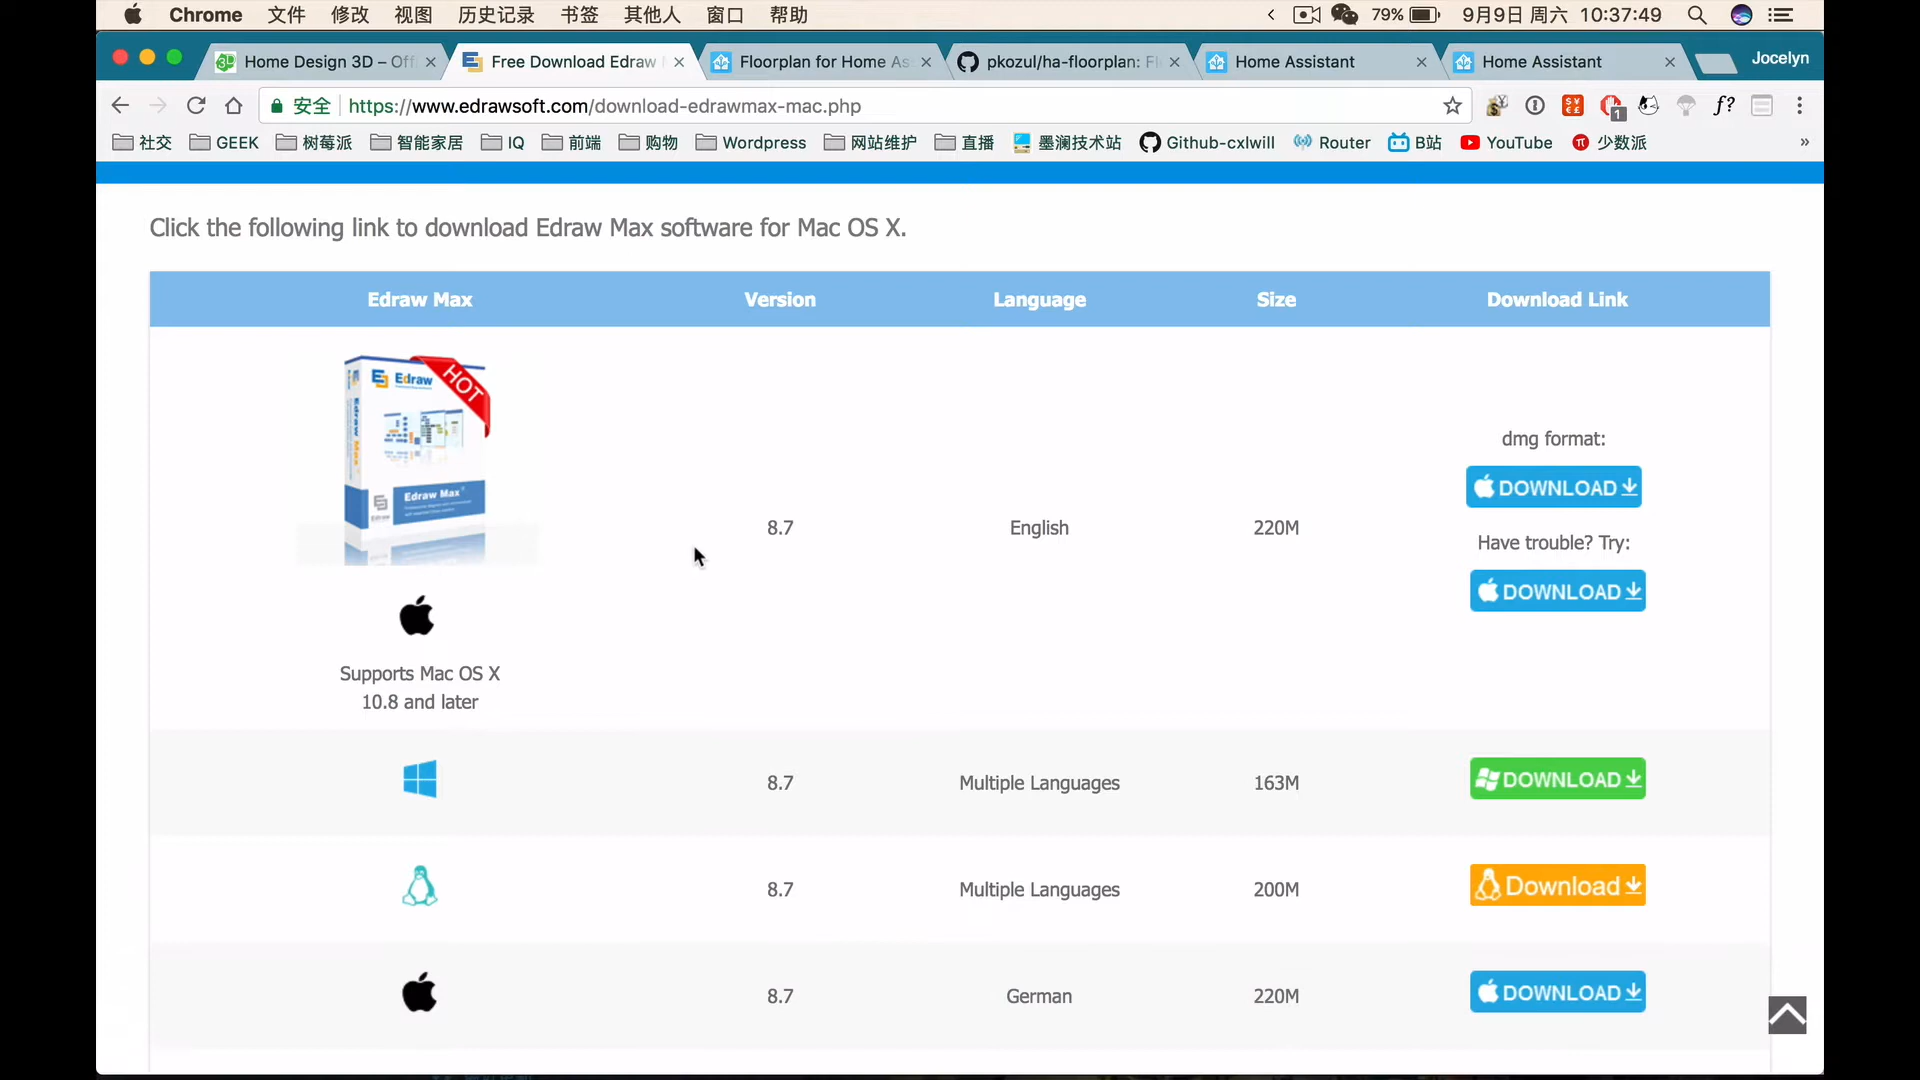 Chrome 文件 修改 视图 历史记录 书签 其他人 窗口 帮助 79% 9月9日 周六 10:37:49
Home Design 3D – Off Free Download Edraw Floorplan for Home As pkozul/ha-floorplan: Fl Home Assistant Home Assistant Jocelyn
安全 https://www.edrawsoft.com/download-edrawmax-mac.php 1 f?
社交 GEEK 树莓派 智能家居 IQ 前端 购物 Wordpress 网站维护 直播 墨澜技术站 Github-cxlwill Router B站 YouTube 少数派 »
Click the following link to download Edraw Max software for Mac OS X.
Edraw Max Version Language Size Download Link
Edraw HOT
Edraw Max
Edraw Max
dmg format:
DOWNLOAD
8.7 English 220M
Have trouble? Try:
DOWNLOAD
Supports Mac OS X
10.8 and later
8.7 Multiple Languages 163M DOWNLOAD
8.7 Multiple Languages 200M Download
8.7 German 220M DOWNLOAD